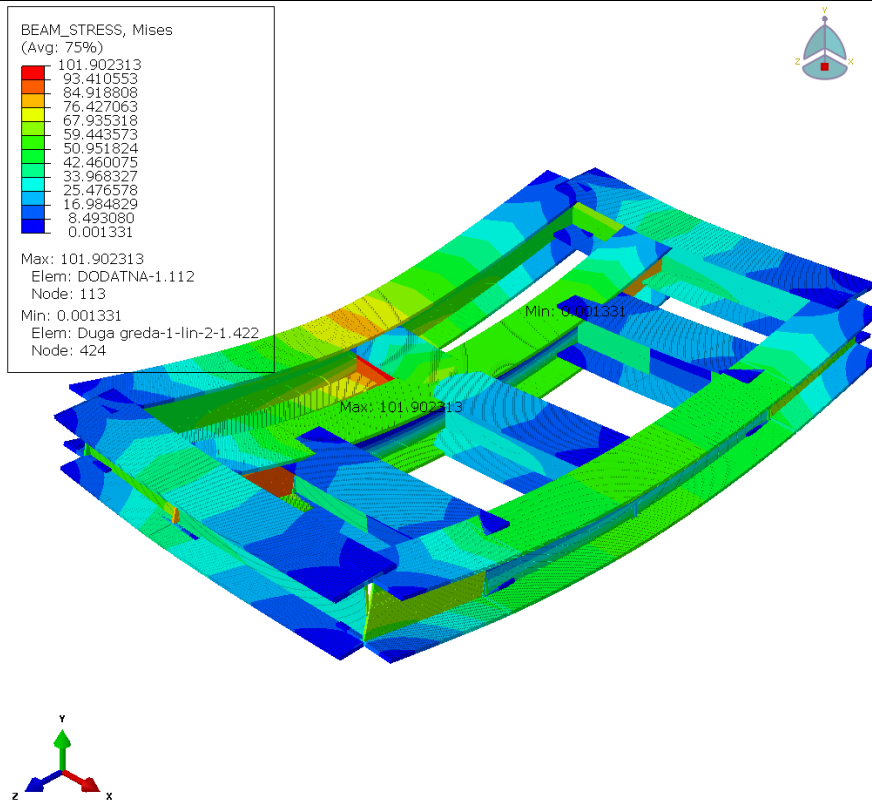 BEAM_STRESS, Mises
(Avg: 75%)
101.902313
93.410553
84.918808
76.427063
67.935318
59.443573
50.951824
42.460075
33.968327
25.476578
16.984829
8.493080
0.001331
Max: 101.902313
Elem: DODATNA-1.112
Node: 113
Min: 0.001331
Elem: Duga greda-1-lin-2-1.422
Node: 424
Y
Z
X
Min: 0.001331
Max: 101.902313
Y
Z
X